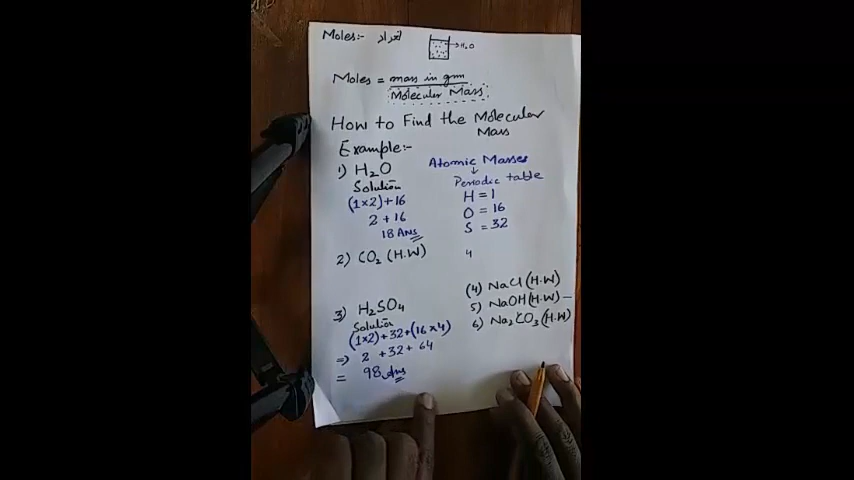 Moles:-
→H₂O
Moles = mass in gm
Molecular Mass
How to Find the Molecular
Mass
Example:-
1) H₂O
Solution
(1×2)+16
2 + 16
18 Ans
Atomic Masses
↓
Periodic table
H = 1
O = 16
S = 32
2) CO₂ (H.W)
4
3) H₂SO₄
Solution
(1×2)+32+(16×4)
=> 2 +32+ 64
= 98 Ans
(4) NaCl (H.W)
5) NaOH (H.W) —
6) Na₂CO₃ (H.W)